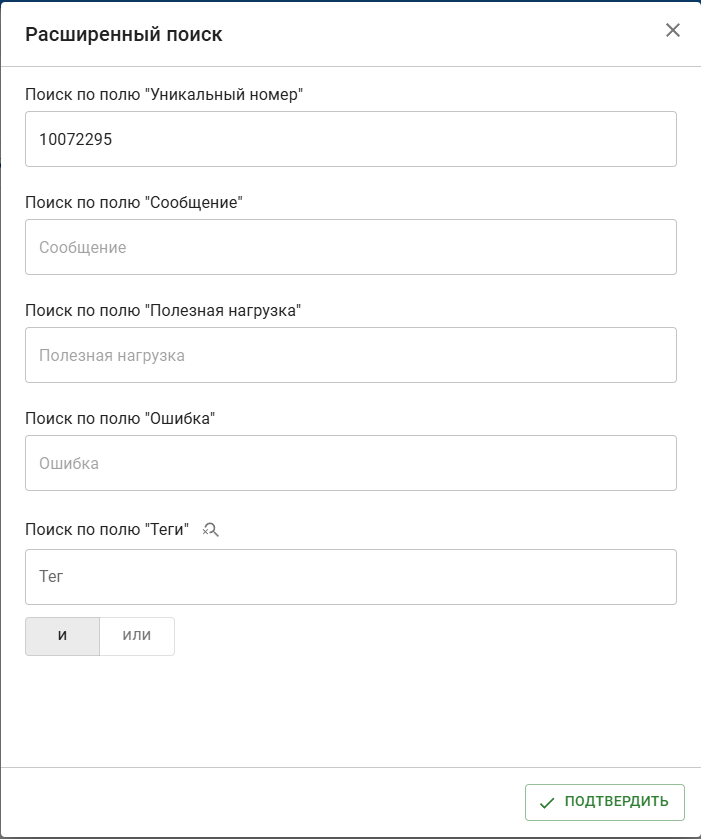 Расширенный поиск
Поиск по полю "Уникальный номер"
10072295
Поиск по полю "Сообщение"
Сообщение
Поиск по полю "Полезная нагрузка"
Полезная нагрузка
Поиск по полю "Ошибка"
Ошибка
Поиск по полю "Теги"
Тег
И ИЛИ
ПОДТВЕРДИТЬ